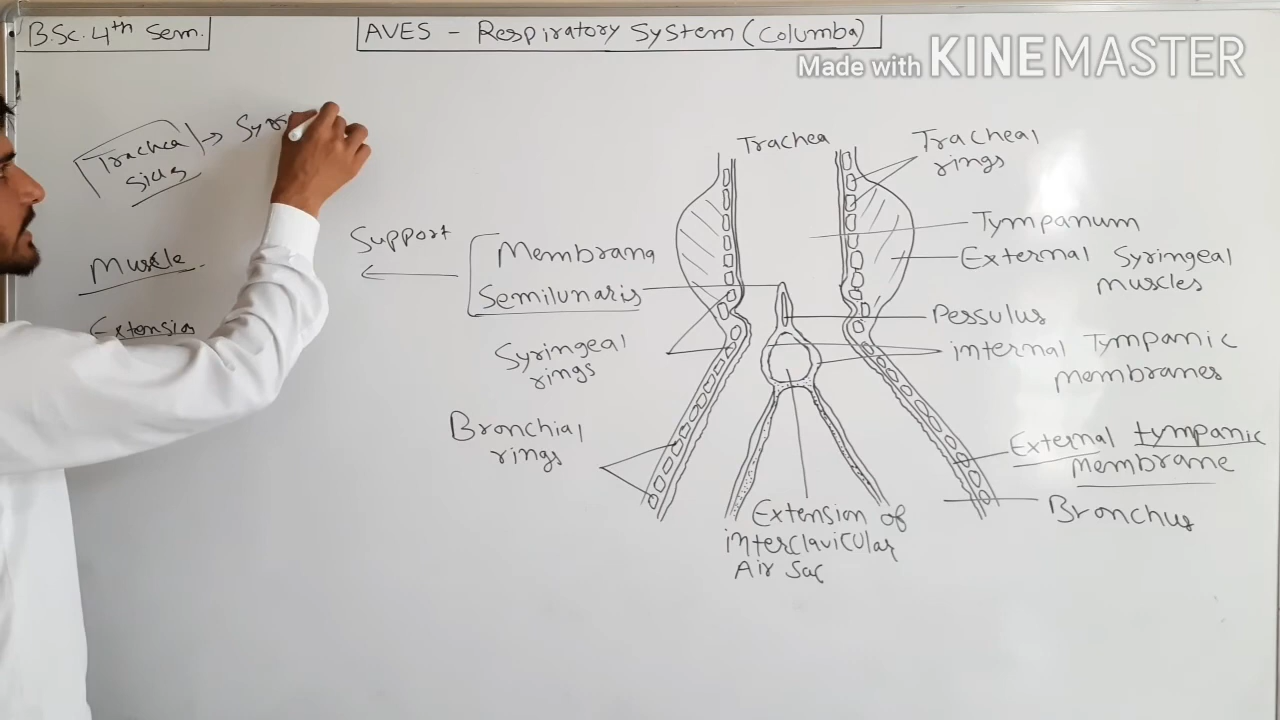 B.Sc. 4th Sem.
AVES - Respiratory System (Columba)
Made with KINEMASTER
Trachea
Muscle
Extension
Support
Membrana
Semilunaris
Syringeal
rings
Bronchial
rings
Trachea
Tracheal
rings
Tympanum
External Syringeal
muscles
Pessulus
internal Tympanic
Membranes
External tympanic
Membrane
Bronchus
Extension of
interclavicular
Air Sac